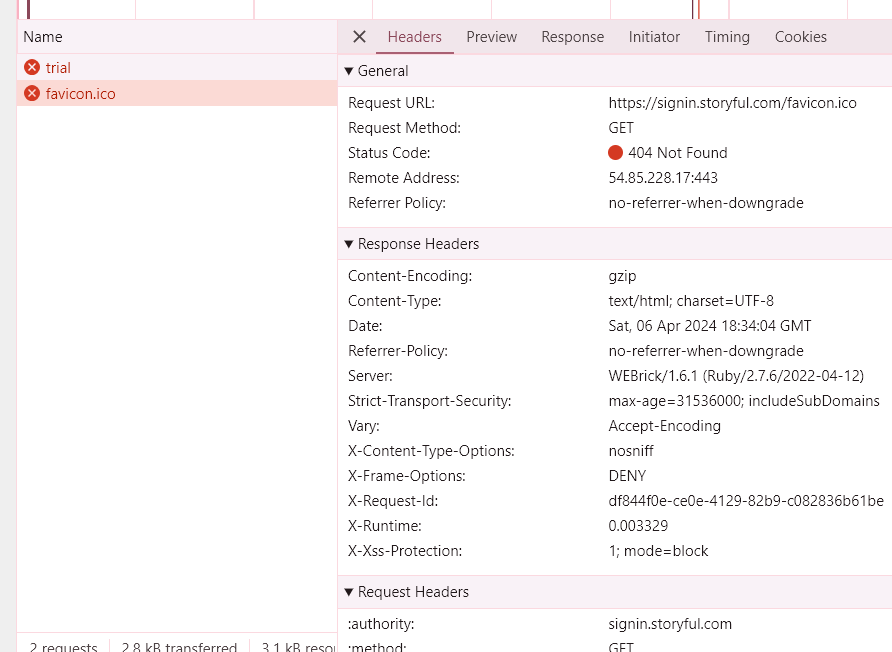 Name
trial
favicon.ico
Headers Preview Response Initiator Timing Cookies
General
Request URL: https://signin.storyful.com/favicon.ico
Request Method: GET
Status Code: 404 Not Found
Remote Address: 54.85.228.17:443
Referrer Policy: no-referrer-when-downgrade
Response Headers
Content-Encoding: gzip
Content-Type: text/html; charset=UTF-8
Date: Sat, 06 Apr 2024 18:34:04 GMT
Referrer-Policy: no-referrer-when-downgrade
Server: WEBrick/1.6.1 (Ruby/2.7.6/2022-04-12)
Strict-Transport-Security: max-age=31536000; includeSubDomains
Vary: Accept-Encoding
X-Content-Type-Options: nosniff
X-Frame-Options: DENY
X-Request-Id: df844f0e-ce0e-4129-82b9-c082836b61be
X-Runtime: 0.003329
X-Xss-Protection: 1; mode=block
Request Headers
:authority: signin.storyful.com
:method: GET
2 requests 2.8 kB transferred 3.1 kB resou